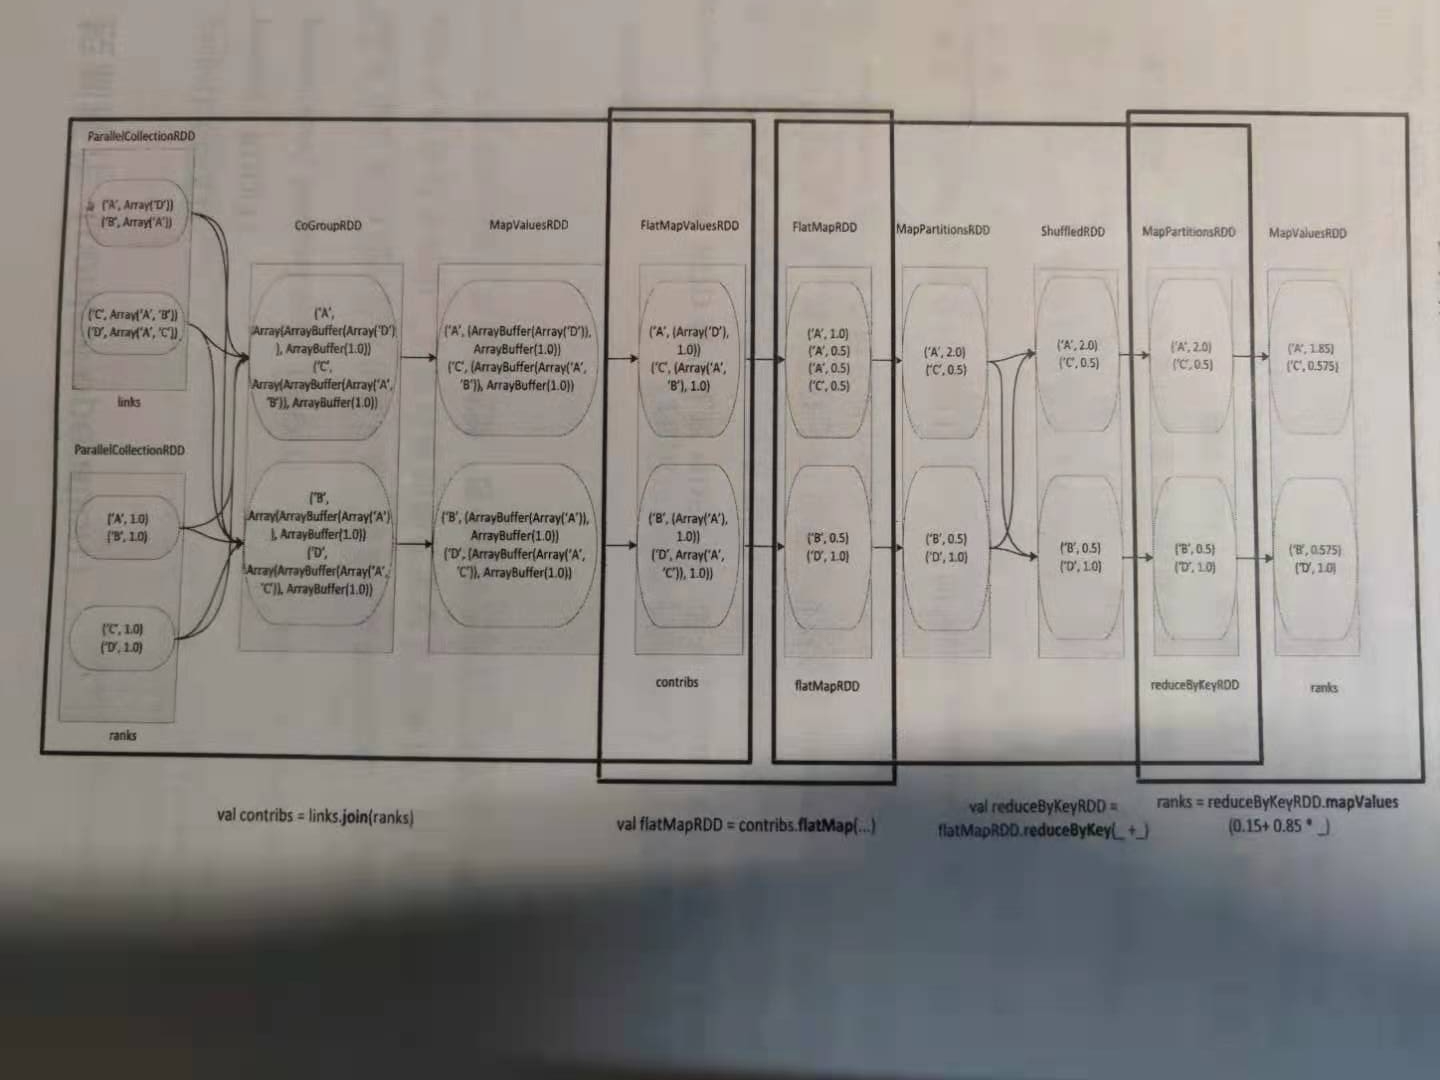 ParallelCollectionRDD
('A', Array('D'))
('B', Array('A'))
('C', Array('A', 'B'))
('D', Array('A', 'C'))
links
ParallelCollectionRDD
('A', 1.0)
('B', 1.0)
('C', 1.0)
('D', 1.0)
ranks
CoGroupRDD
('A',
Array(ArrayBuffer(Array('D')
), ArrayBuffer(1.0))
('C',
Array(ArrayBuffer(Array('A',
'B')), ArrayBuffer(1.0))
('B',
Array(ArrayBuffer(Array('A')
), ArrayBuffer(1.0))
('D',
Array(ArrayBuffer(Array('A',
'C')), ArrayBuffer(1.0))
MapValuesRDD
('A', (ArrayBuffer(Array('D')),
ArrayBuffer(1.0))
('C', (ArrayBuffer(Array('A',
'B')), ArrayBuffer(1.0))
('B', (ArrayBuffer(Array('A')),
ArrayBuffer(1.0))
('D', (ArrayBuffer(Array('A',
'C')), ArrayBuffer(1.0))
FlatMapValuesRDD
('A', (Array('D'),
1.0))
('C', (Array('A',
'B'), 1.0)
('B', (Array('A'),
1.0))
('D', Array('A',
'C')), 1.0))
contribs
FlatMapRDD
('A', 1.0)
('A', 0.5)
('A', 0.5)
('C', 0.5)
('B', 0.5)
('D', 1.0)
flatMapRDD
MapPartitionsRDD
('A', 2.0)
('C', 0.5)
('B', 0.5)
('D', 1.0)
ShuffledRDD
('A', 2.0)
('C', 0.5)
('B', 0.5)
('D', 1.0)
MapPartitionsRDD
('A', 2.0)
('C', 0.5)
('B', 0.5)
('D', 1.0)
reduceByKeyRDD
MapValuesRDD
('A', 1.85)
('C', 0.575)
('B', 0.575)
('D', 1.0)
ranks
val contribs = links.join(ranks)
val flatMapRDD = contribs.flatMap(...)
val reduceByKeyRDD =
flatMapRDD.reduceByKey(_ +_)
ranks = reduceByKeyRDD.mapValues
(0.15+ 0.85 * _)